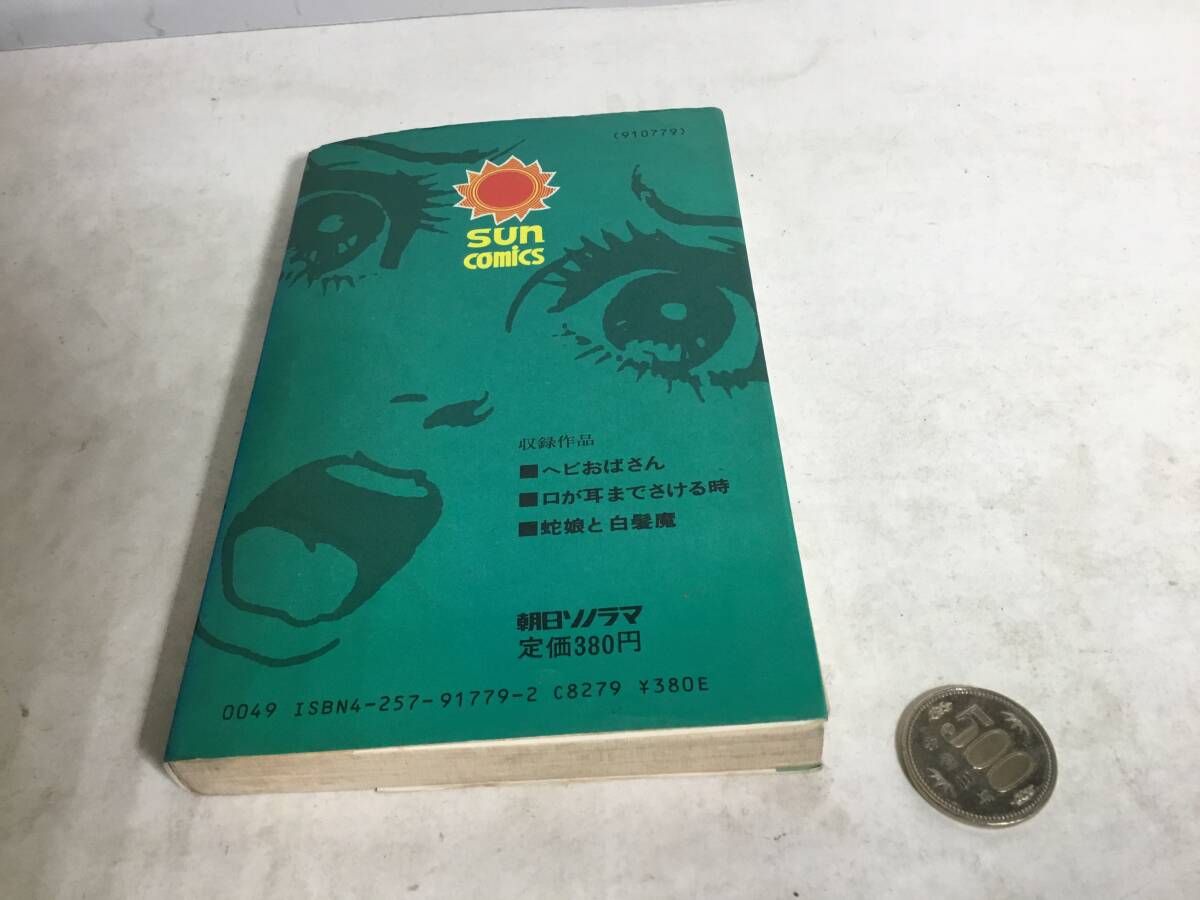 (910779)
sun
comics
収録作品
■ヘビおばさん
■口が耳までさける時
■蛇娘と白髪魔
朝日ソノラマ
定価380円
0049 ISBN4-257-91779-2 C8279 ¥380E
500